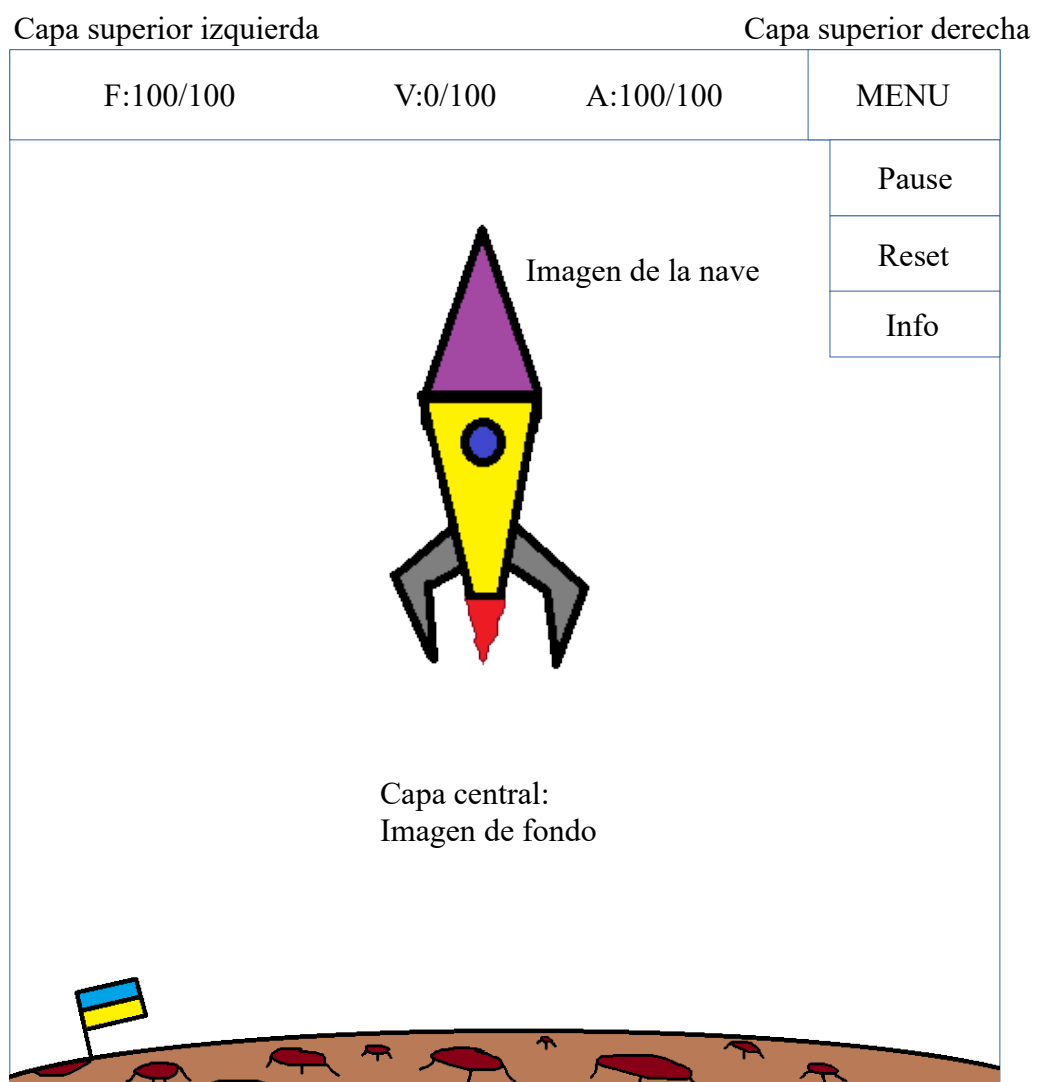 Capa superior izquierda
Capa superior derecha
F:100/100
V:0/100
A:100/100
MENU
Pause
Reset
Info
Imagen de la nave
Capa central:
Imagen de fondo